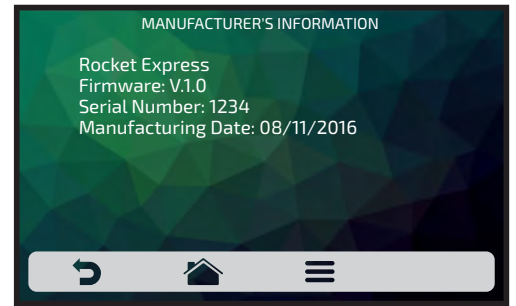 MANUFACTURER'S INFORMATION
Rocket Express
Firmware: V.1.0
Serial Number: 1234
Manufacturing Date: 08/11/2016